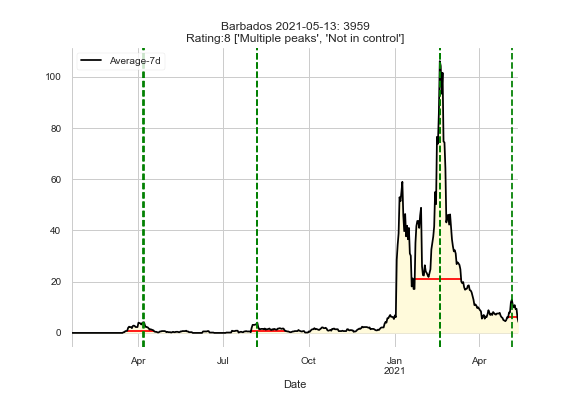 Barbados 2021-05-13: 3959
Rating:8 ['Multiple peaks', 'Not in control']
Average-7d
100
80
60
40
20
0
Apr Jul Oct Jan Apr
2021
Date